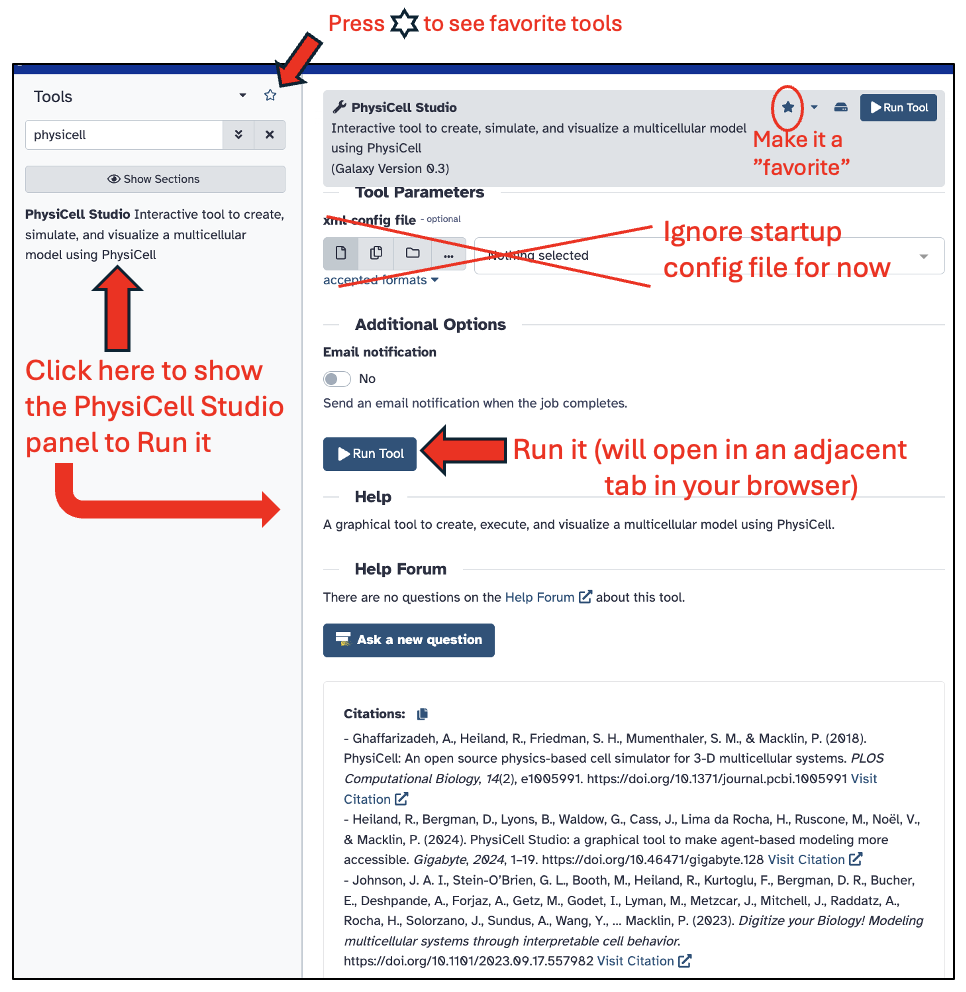 Press to see favorite tools
Tools
physicell
Show Sections
PhysiCell Studio Interactive tool to create,
simulate, and visualize a multicellular
model using PhysiCell
Click here to show
the PhysiCell Studio
panel to Run it
PhysiCell Studio
Run Tool
Interactive tool to create, simulate, and visualize a multicellular model
using PhysiCell
(Galaxy Version 0.3)
Make it a
”favorite”
Tool Parameters
xml config file - optional
... Nothing selected
accepted formats
Ignore startup
config file for now
Additional Options
Email notification
No
Send an email notification when the job completes.
Run Tool
Run it (will open in an adjacent
tab in your browser)
Help
A graphical tool to create, execute, and visualize a multicellular model using PhysiCell.
Help Forum
There are no questions on the Help Forum about this tool.
Ask a new question
Citations:
- Ghaffarizadeh, A., Heiland, R., Friedman, S. H., Mumenthaler, S. M., & Macklin, P. (2018).
PhysiCell: An open source physics-based cell simulator for 3-D multicellular systems. PLOS
Computational Biology, 14(2), e1005991. https://doi.org/10.1371/journal.pcbi.1005991 Visit
Citation
- Heiland, R., Bergman, D., Lyons, B., Waldow, G., Cass, J., Lima da Rocha, H., Ruscone, M., Noël, V.,
& Macklin, P. (2024). PhysiCell Studio: a graphical tool to make agent-based modeling more
accessible. Gigabyte, 2024, 1–19. https://doi.org/10.46471/gigabyte.128 Visit Citation
- Johnson, J. A. I., Stein-O’Brien, G. L., Booth, M., Heiland, R., Kurtoglu, F., Bergman, D. R., Bucher,
E., Deshpande, A., Forjaz, A., Getz, M., Godet, I., Lyman, M., Metzcar, J., Mitchell, J., Raddatz, A.,
Rocha, H., Solorzano, J., Sundus, A., Wang, Y., … Macklin, P. (2023). Digitize your Biology! Modeling
multicellular systems through interpretable cell behavior.
https://doi.org/10.1101/2023.09.17.557982 Visit Citation